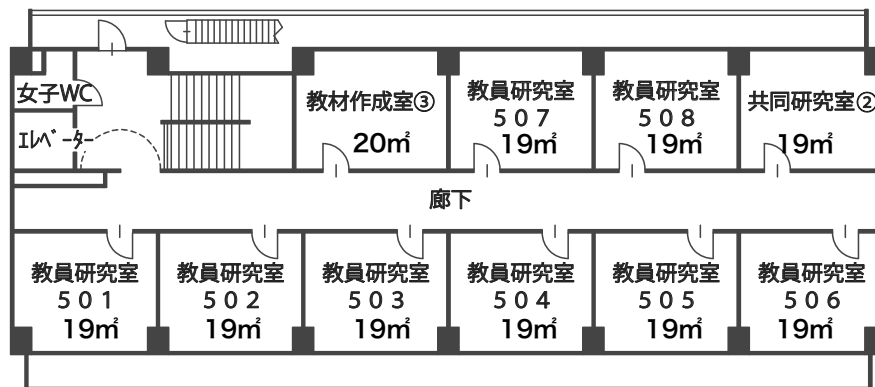 女子WC
エレベーター
教材作成室③
20㎡
教員研究室
５０７
19㎡
教員研究室
５０８
19㎡
共同研究室②
19㎡
廊下
教員研究室
５０１
19㎡
教員研究室
５０２
19㎡
教員研究室
５０３
19㎡
教員研究室
５０４
19㎡
教員研究室
５０５
19㎡
教員研究室
５０６
19㎡